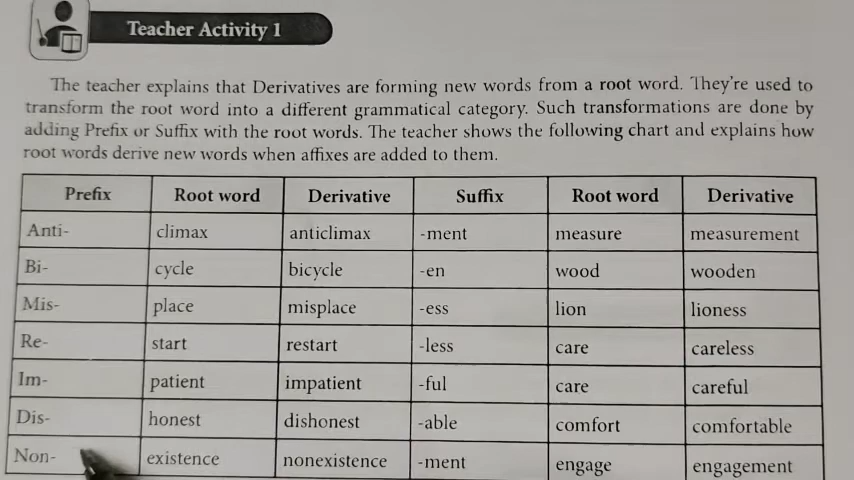 Teacher Activity 1
The teacher explains that Derivatives are forming new words from a root word. They're used to
transform the root word into a different grammatical category. Such transformations are done by
adding Prefix or Suffix with the root words. The teacher shows the following chart and explains how
root words derive new words when affixes are added to them.
Prefix Root word Derivative Suffix Root word Derivative
Anti- climax anticlimax -ment measure measurement
Bi- cycle bicycle -en wood wooden
Mis- place misplace -ess lion lioness
Re- start restart -less care careless
Im- patient impatient -ful care careful
Dis- honest dishonest -able comfort comfortable
Non- existence nonexistence -ment engage engagement